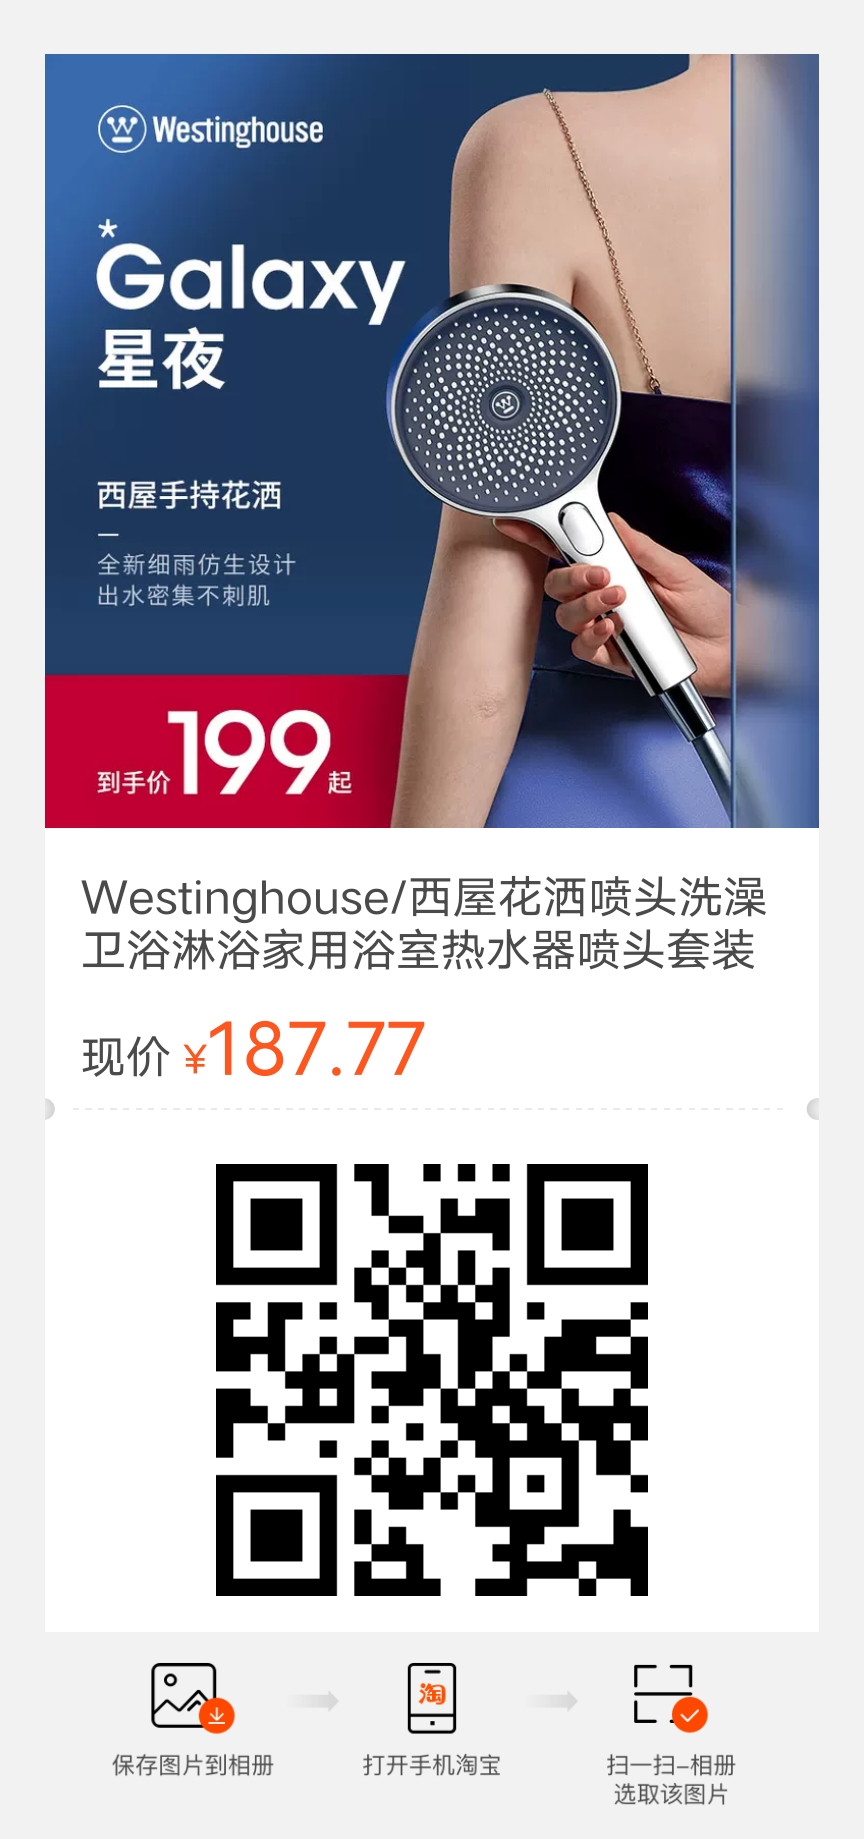 Westinghouse
*
Galaxy
星夜
西屋手持花洒
全新细雨仿生设计
出水密集不刺肌
到手价199起
Westinghouse/西屋花洒喷头洗澡
卫浴淋浴家用浴室热水器喷头套装
现价 ¥187.77
淘
保存图片到相册
打开手机淘宝
扫一扫-相册
选取该图片